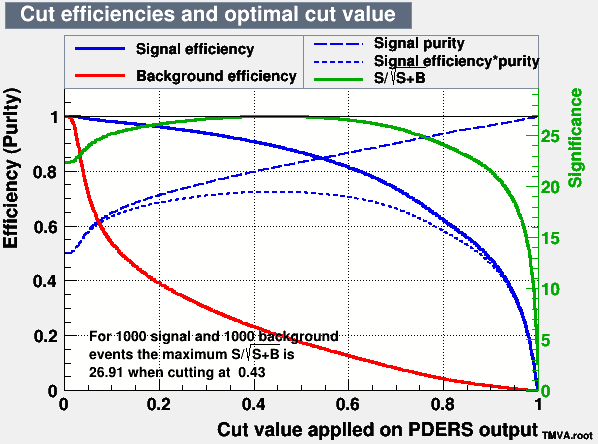 Cut efficiencies and optimal cut value
Signal efficiency
Background efficiency
Signal purity
Signal efficiency*purity
S/√S+B
Efficiency (Purity)
1
0.8
0.6
0.4
0.2
0
Significance
25
20
15
10
5
0
For 1000 signal and 1000 background
events the maximum S/√S+B is
26.91 when cutting at 0.43
0 0.2 0.4 0.6 0.8 1
Cut value applied on PDERS output
TMVA.root